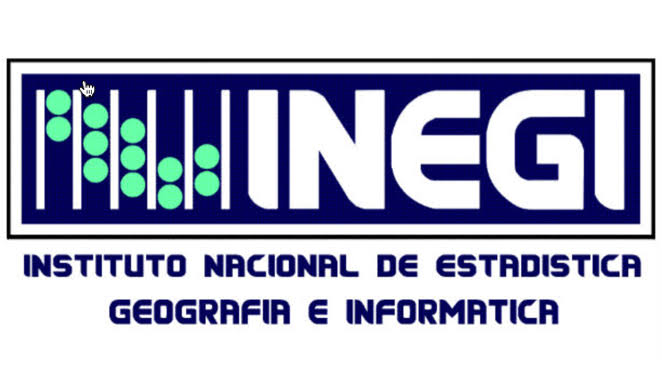 INEGI
INSTITUTO NACIONAL DE ESTADISTICA
GEOGRAFIA E INFORMATICA